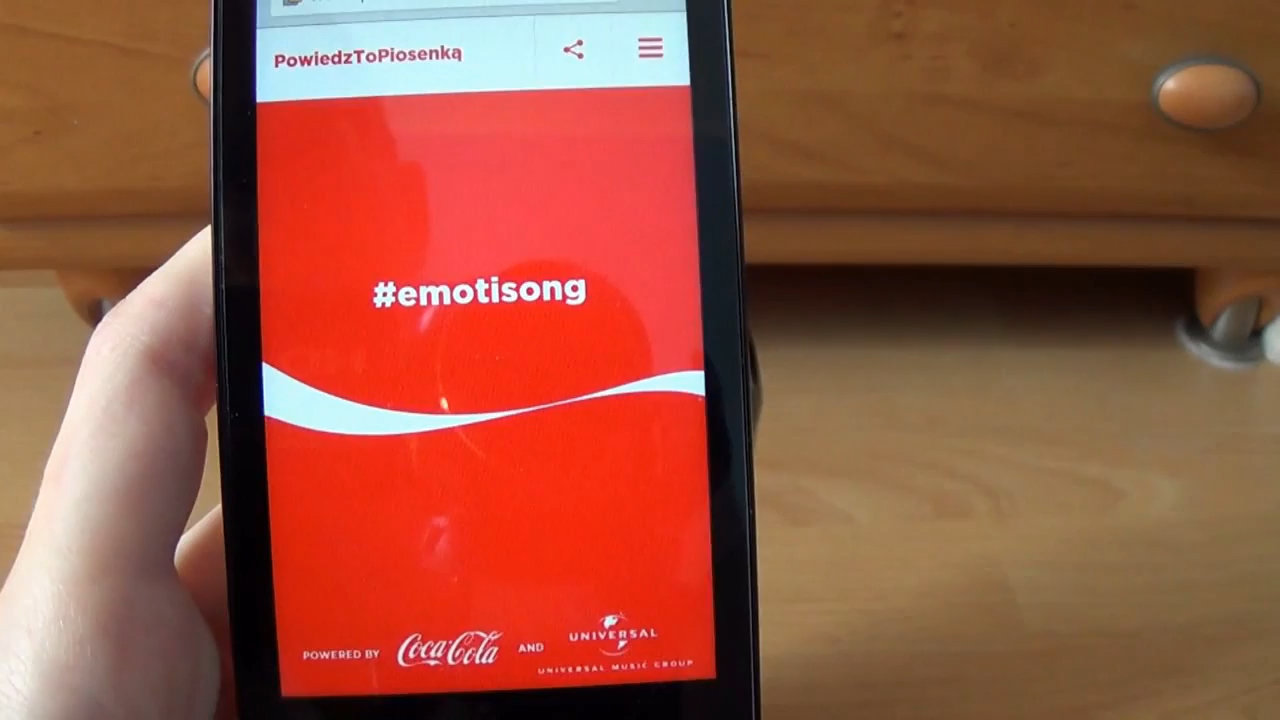 PowiedzToPiosenką
#emotisong
POWERED BY Coca-Cola AND UNIVERSAL
UNIVERSAL MUSIC GROUP